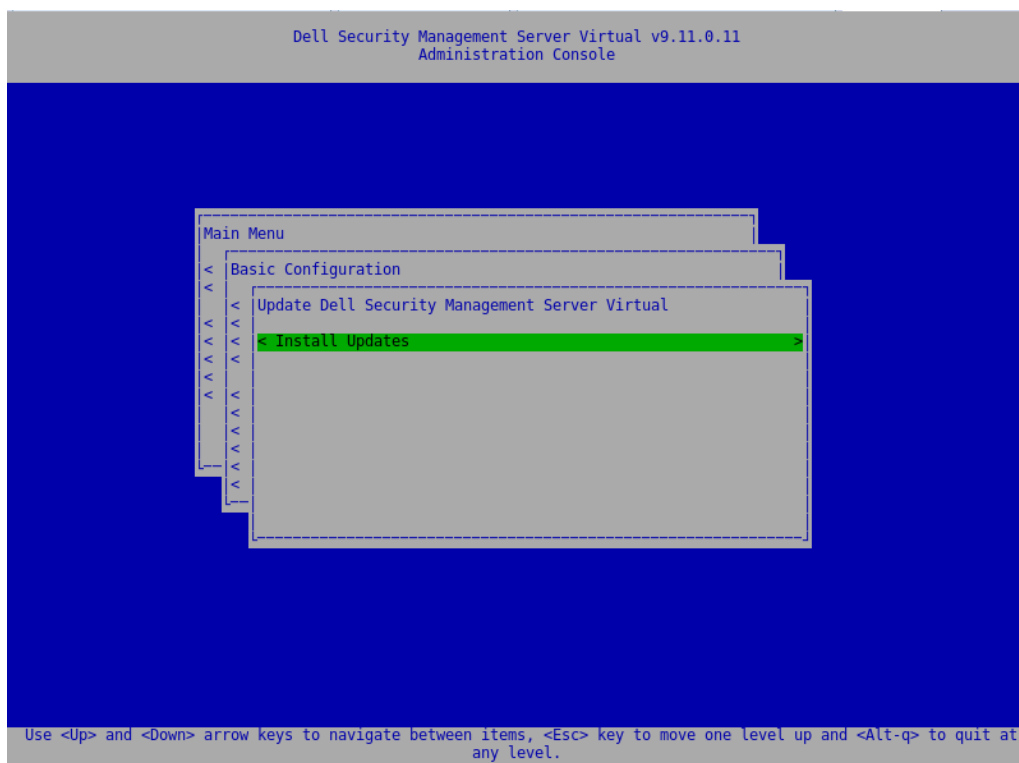 Dell Security Management Server Virtual v9.11.0.11
Administration Console
Main Menu
< Basic Configuration
<
< Update Dell Security Management Server Virtual
< <
< < < Install Updates >
< <
<
< <
<
<
<
<
<
Use <Up> and <Down> arrow keys to navigate between items, <Esc> key to move one level up and <Alt-q> to quit at
any level.